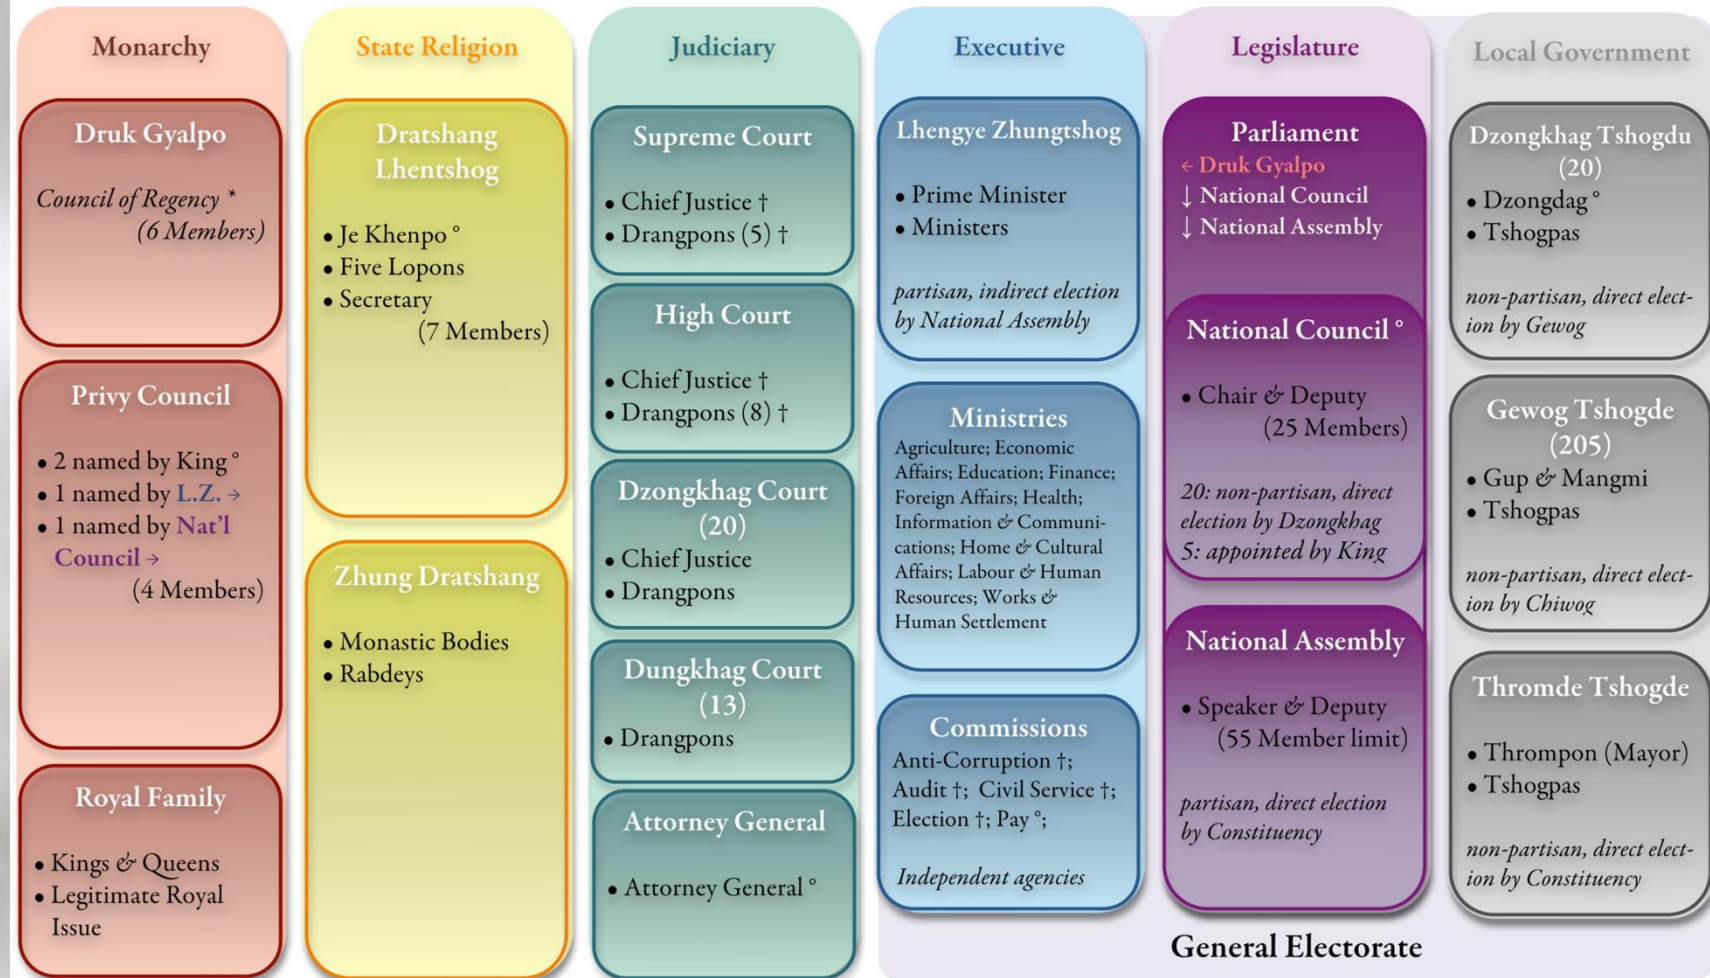 Monarchy
Druk Gyalpo
Council of Regency *
(6 Members)
Privy Council
• 2 named by King °
• 1 named by L.Z. →
• 1 named by Nat'l
Council →
(4 Members)
Royal Family
• Kings & Queens
• Legitimate Royal
Issue
State Religion
Dratshang
Lhentshog
• Je Khenpo °
• Five Lopons
• Secretary
(7 Members)
Zhung Dratshang
• Monastic Bodies
• Rabdeys
Judiciary
Supreme Court
• Chief Justice †
• Drangpons (5) †
High Court
• Chief Justice †
• Drangpons (8) †
Dzongkhag Court
(20)
• Chief Justice
• Drangpons
Dungkhag Court
(13)
• Drangpons
Attorney General
• Attorney General °
Executive
Lhengye Zhungtshog
• Prime Minister
• Ministers
partisan, indirect election
by National Assembly
Ministries
Agriculture; Economic
Affairs; Education; Finance;
Foreign Affairs; Health;
Information & Communi-
cations; Home & Cultural
Affairs; Labour & Human
Resources; Works &
Human Settlement
Commissions
Anti-Corruption †;
Audit †; Civil Service †;
Election †; Pay °;
Independent agencies
Legislature
Parliament
← Druk Gyalpo
↓ National Council
↓ National Assembly
National Council °
• Chair & Deputy
(25 Members)
20: non-partisan, direct
election by Dzongkhag
5: appointed by King
National Assembly
• Speaker & Deputy
(55 Member limit)
partisan, direct election
by Constituency
Local Government
Dzongkhag Tshogdu
(20)
• Dzongdag °
• Tshogpas
non-partisan, direct elect-
ion by Gewog
Gewog Tshogde
(205)
• Gup & Mangmi
• Tshogpas
non-partisan, direct elect-
ion by Chiwog
Thromde Tshogde
• Thrompon (Mayor)
• Tshogpas
non-partisan, direct elect-
ion by Constituency
General Electorate